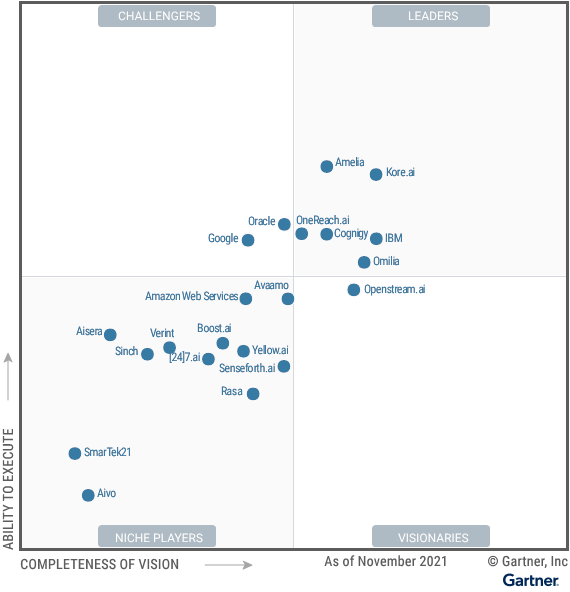 CHALLENGERS
LEADERS
Amelia
Kore.ai
Oracle
OneReach.ai
Google
Cognigy
IBM
Omilia
Avaamo
Openstream.ai
Amazon Web Services
Aisera
Verint
Boost.ai
Sinch
[24]7.ai
Yellow.ai
Senseforth.ai
Rasa
SmarTek21
Aivo
ABILITY TO EXECUTE
NICHE PLAYERS
VISIONARIES
COMPLETENESS OF VISION
As of November 2021
© Gartner, Inc
Gartner